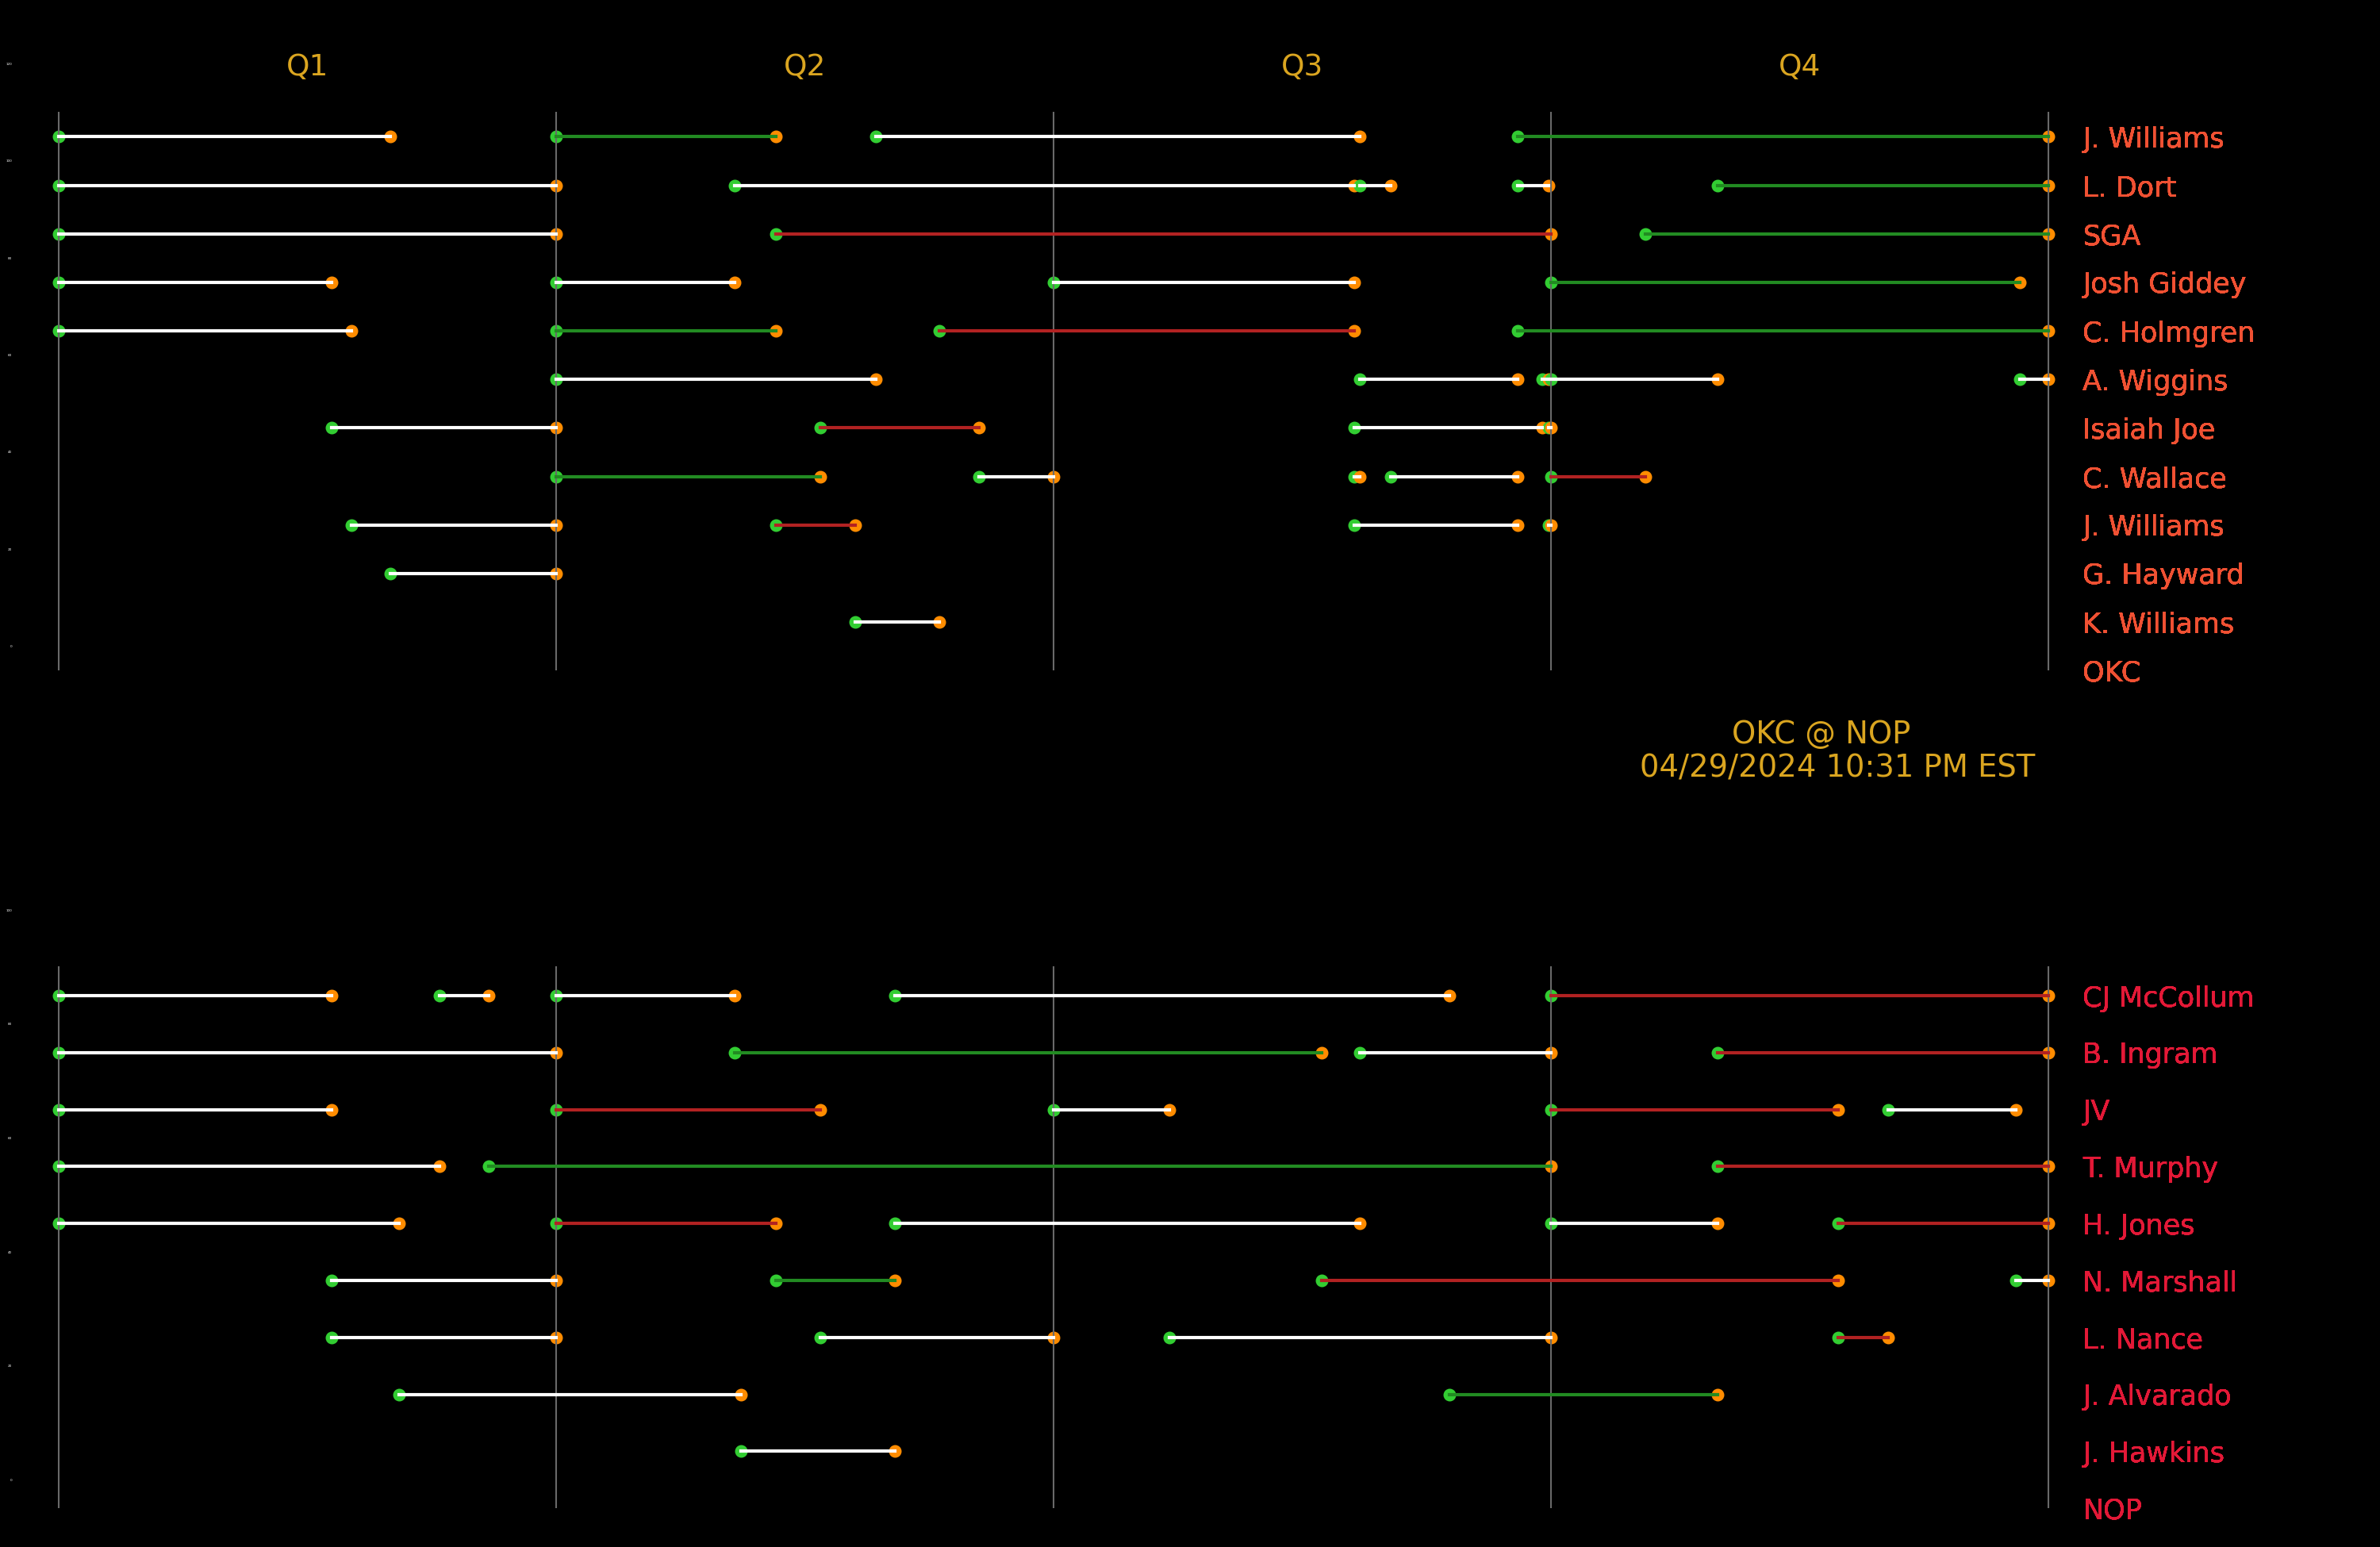 Q1 Q2 Q3 Q4
J. Williams
L. Dort
SGA
Josh Giddey
C. Holmgren
A. Wiggins
Isaiah Joe
C. Wallace
J. Williams
G. Hayward
K. Williams
OKC
OKC @ NOP
04/29/2024 10:31 PM EST
CJ McCollum
B. Ingram
JV
T. Murphy
H. Jones
N. Marshall
L. Nance
J. Alvarado
J. Hawkins
NOP